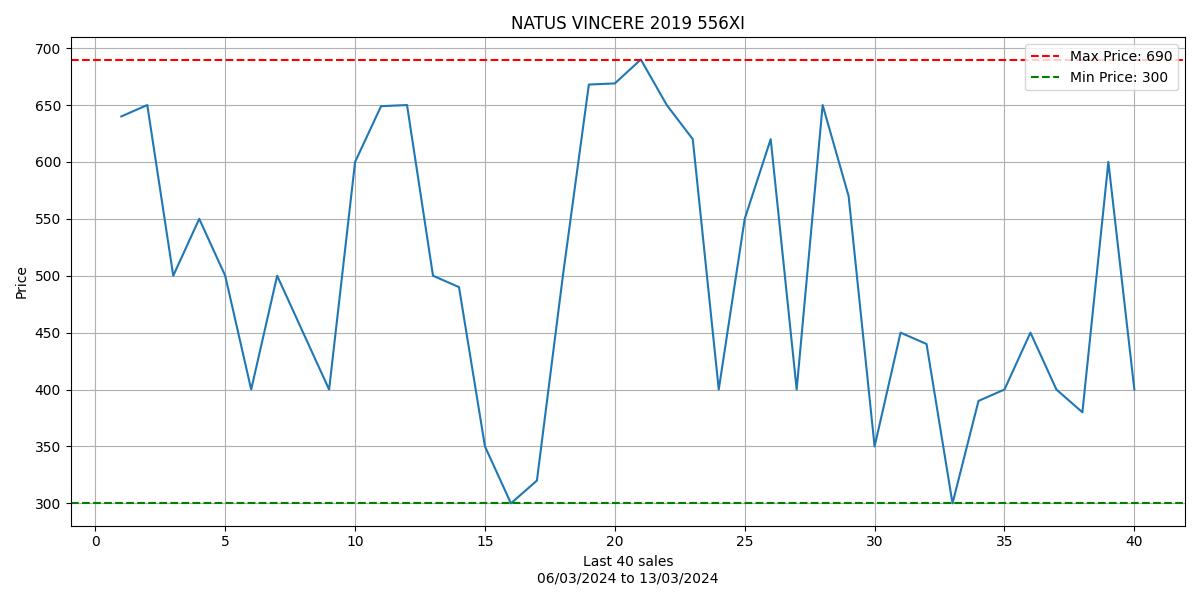 NATUS VINCERE 2019 556XI
Max Price: 690
Min Price: 300
Price
700
650
600
550
500
450
400
350
300
0 5 10 15 20 25 30 35 40
Last 40 sales
06/03/2024 to 13/03/2024